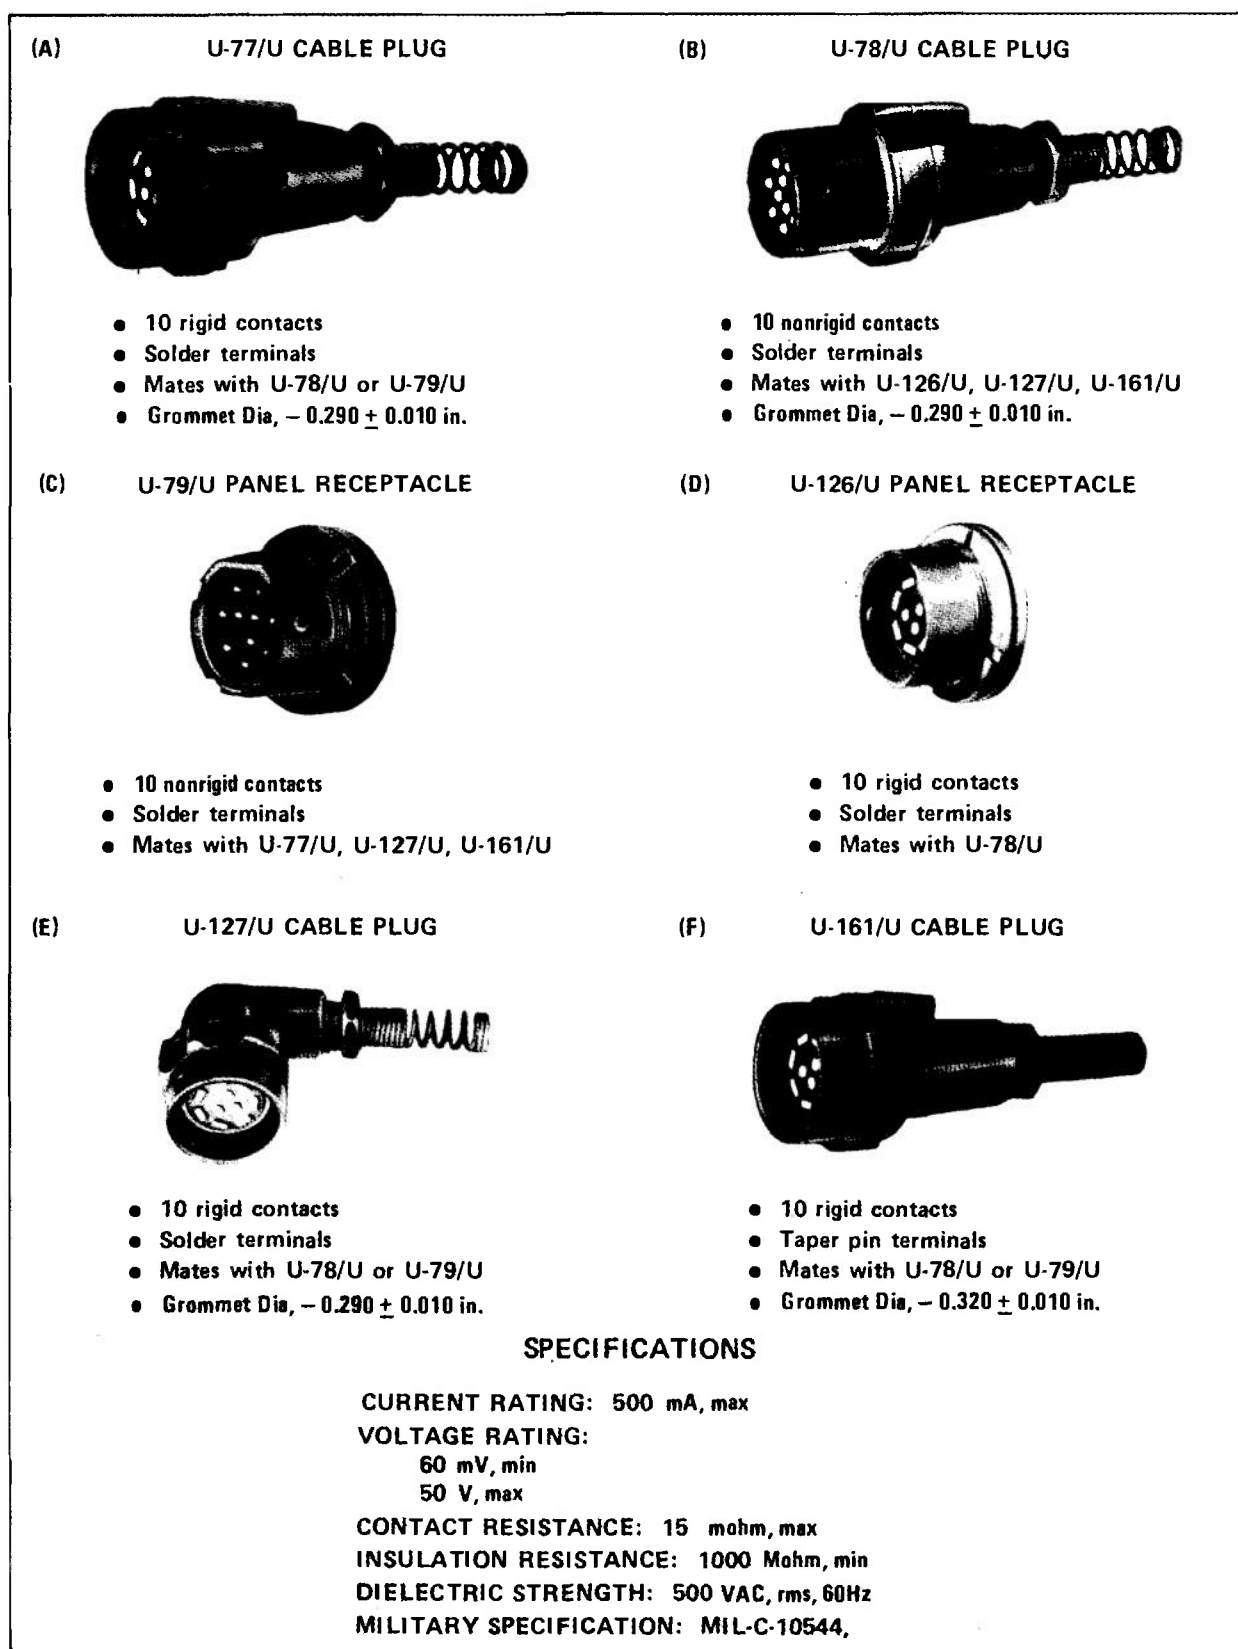 (A) U-77/U CABLE PLUG
(B) U-78/U CABLE PLUG
● 10 rigid contacts
● Solder terminals
● Mates with U-78/U or U-79/U
● Grommet Dia, – 0.290 ± 0.010 in.
● 10 nonrigid contacts
● Solder terminals
● Mates with U-126/U, U-127/U, U-161/U
● Grommet Dia, – 0.290 ± 0.010 in.
(C) U-79/U PANEL RECEPTACLE
(D) U-126/U PANEL RECEPTACLE
● 10 nonrigid contacts
● Solder terminals
● Mates with U-77/U, U-127/U, U-161/U
● 10 rigid contacts
● Solder terminals
● Mates with U-78/U
(E) U-127/U CABLE PLUG
(F) U-161/U CABLE PLUG
● 10 rigid contacts
● Solder terminals
● Mates with U-78/U or U-79/U
● Grommet Dia, – 0.290 ± 0.010 in.
● 10 rigid contacts
● Taper pin terminals
● Mates with U-78/U or U-79/U
● Grommet Dia, – 0.320 ± 0.010 in.
SPECIFICATIONS
CURRENT RATING: 500 mA, max
VOLTAGE RATING:
60 mV, min
50 V, max
CONTACT RESISTANCE: 15 mohm, max
INSULATION RESISTANCE: 1000 Mohm, min
DIELECTRIC STRENGTH: 500 VAC, rms, 60Hz
MILITARY SPECIFICATION: MIL-C-10544,